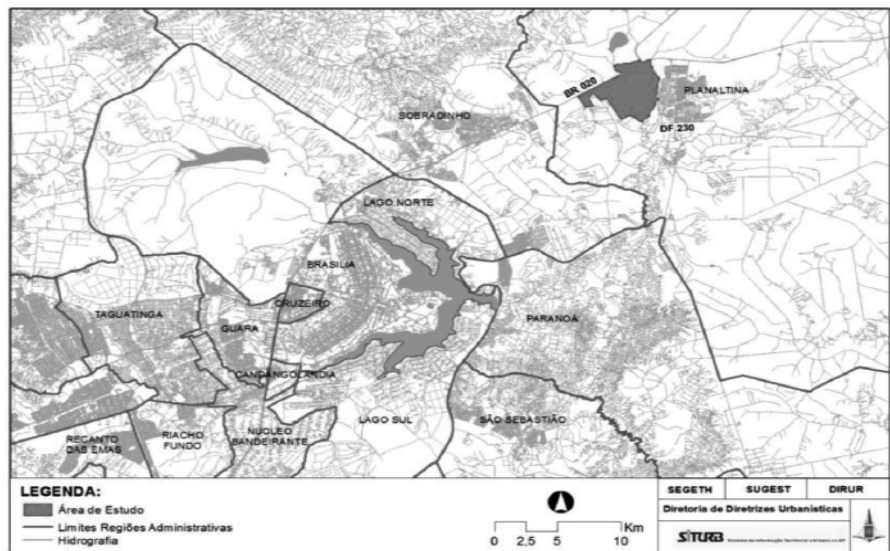 BR 020
PLANALTINA
SOBRADINHO
DF 230
LAGO NORTE
BRASILIA
CRUZEIRO
TAGUATINGA
GUARA
PARANOÁ
CANDANGOLANDIA
RECANTO
DAS EMAS
RIACHO
FUNDO
NUCLEO
BANDEIRANTE
LAGO SUL
SÃO SEBASTIÃO
LEGENDA:
Área de Estudo
Limites Regiões Administrativas
Hidrografia
Km
0 2,5 5 10
SEGETH SUGEST DIRUR
Diretoria de Diretrizes Urbanísticas
SITURB